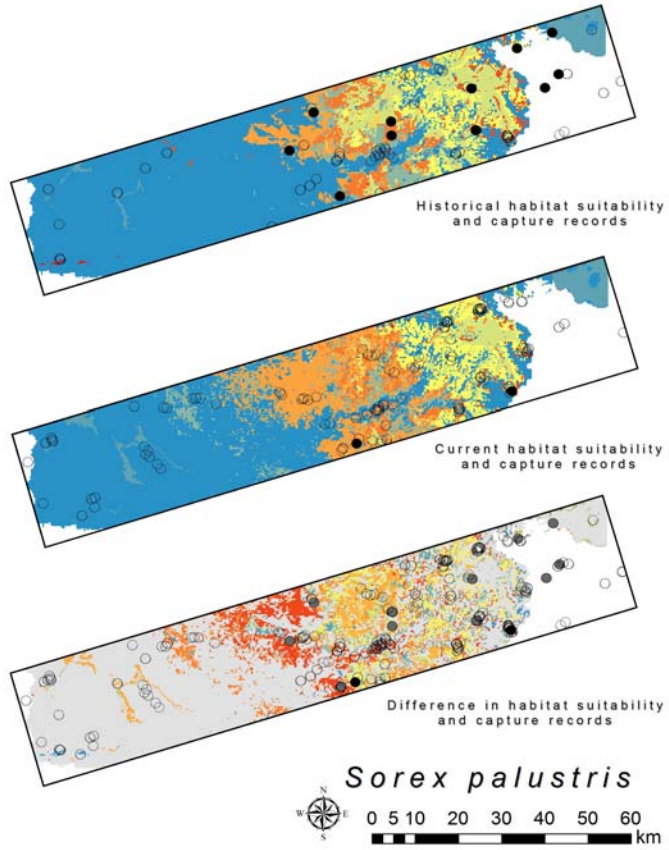 Historical habitat suitability
and capture records
Current habitat suitability
and capture records
Difference in habitat suitability
and capture records
Sorex palustris
N
W E
S
0 5 10 20 30 40 50 60
km